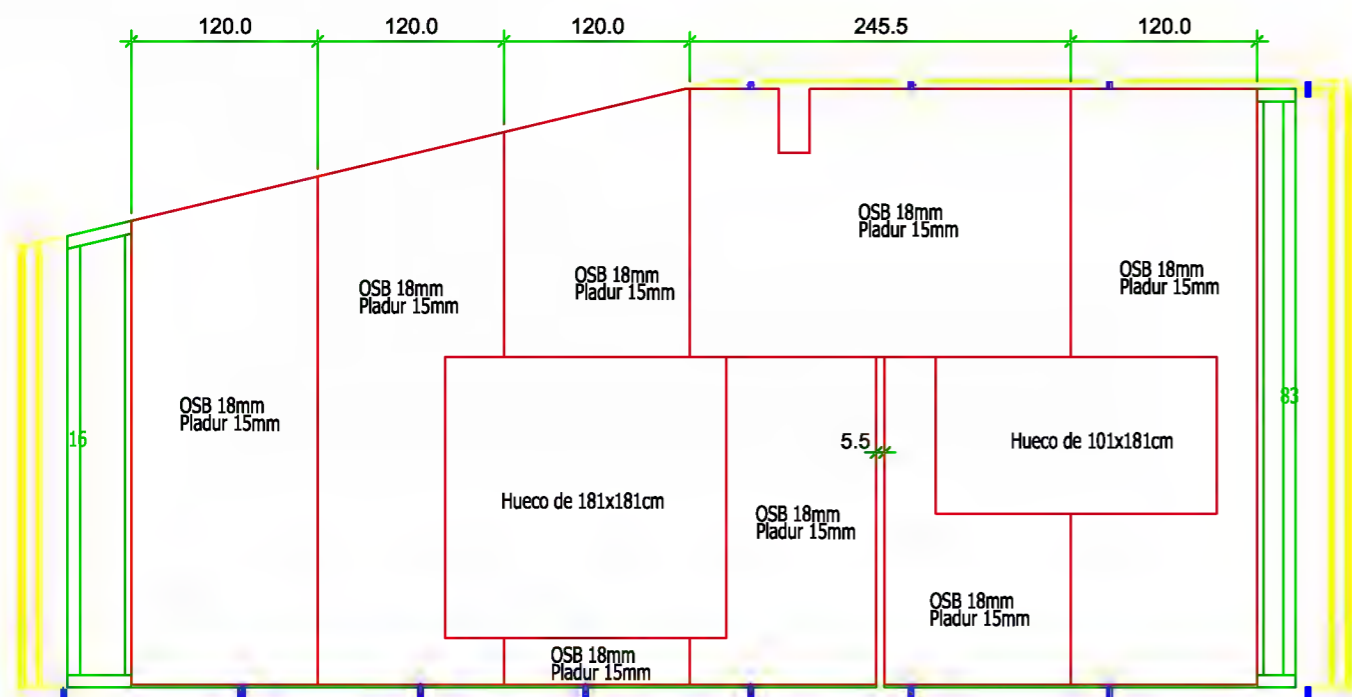 120.0
120.0
120.0
245.5
120.0
OSB 18mm
Pladur 15mm
OSB 18mm
Pladur 15mm
OSB 18mm
Pladur 15mm
OSB 18mm
Pladur 15mm
OSB 18mm
Pladur 15mm
83
16
5.5
Hueco de 101x181cm
Hueco de 181x181cm
OSB 18mm
Pladur 15mm
OSB 18mm
Pladur 15mm
OSB 18mm
Pladur 15mm